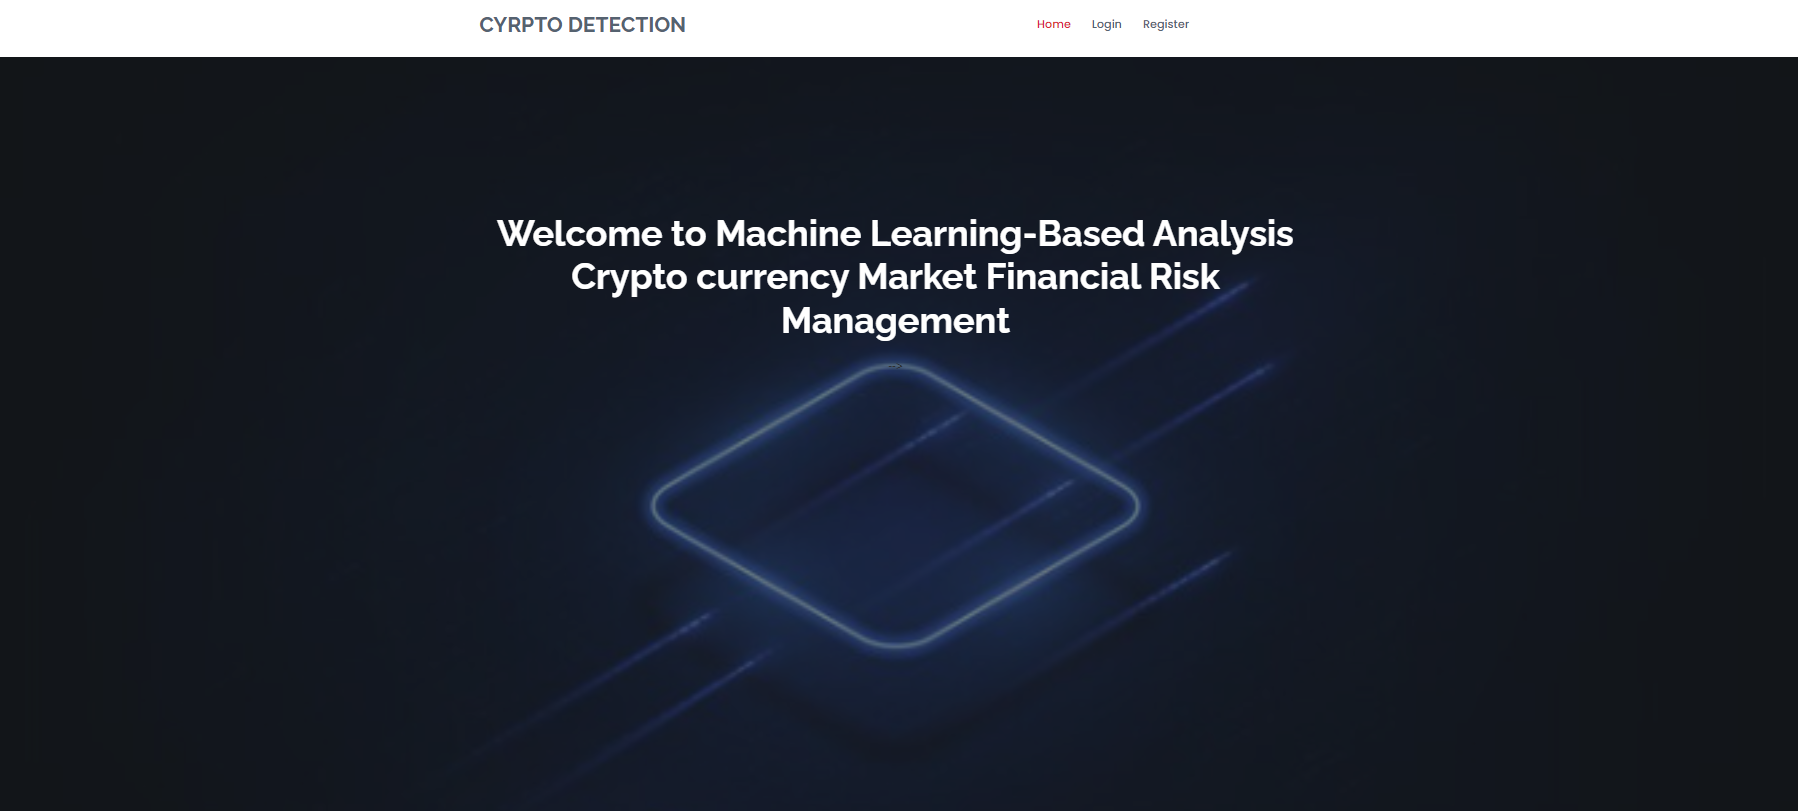 CYRPTO DETECTION
Home Login Register
Welcome to Machine Learning-Based Analysis
Crypto currency Market Financial Risk
Management
-->